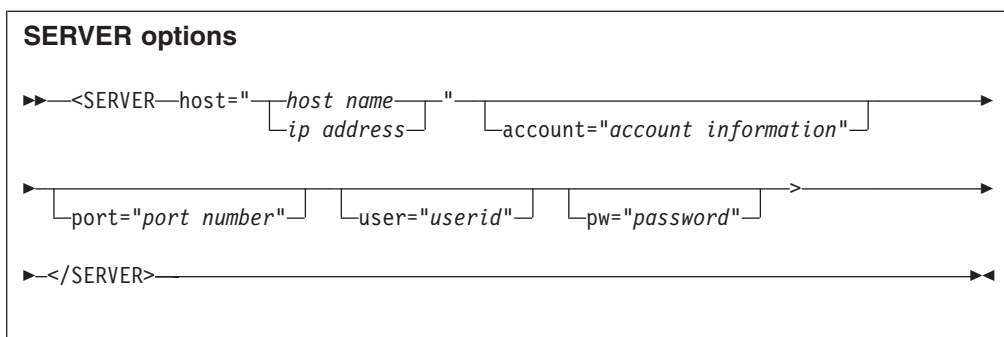 SERVER options
<SERVER host=" host name "
ip address account="account information"
port="port number" user="userid" pw="password" >
</SERVER>